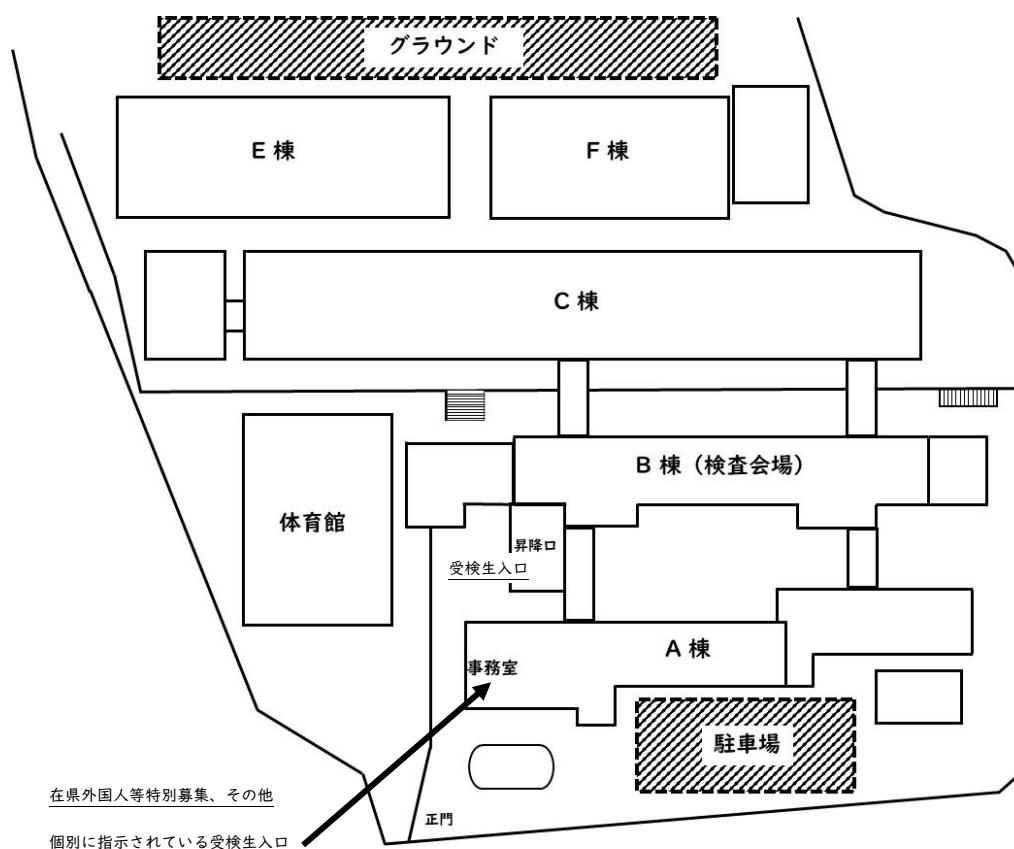 グラウンド
E 棟
F 棟
C 棟
B 棟（検査会場）
体育館
昇降口
受検生入口
A 棟
事務室
駐車場
在県外国人等特別募集、その他
個別に指示されている受検生入口
正門